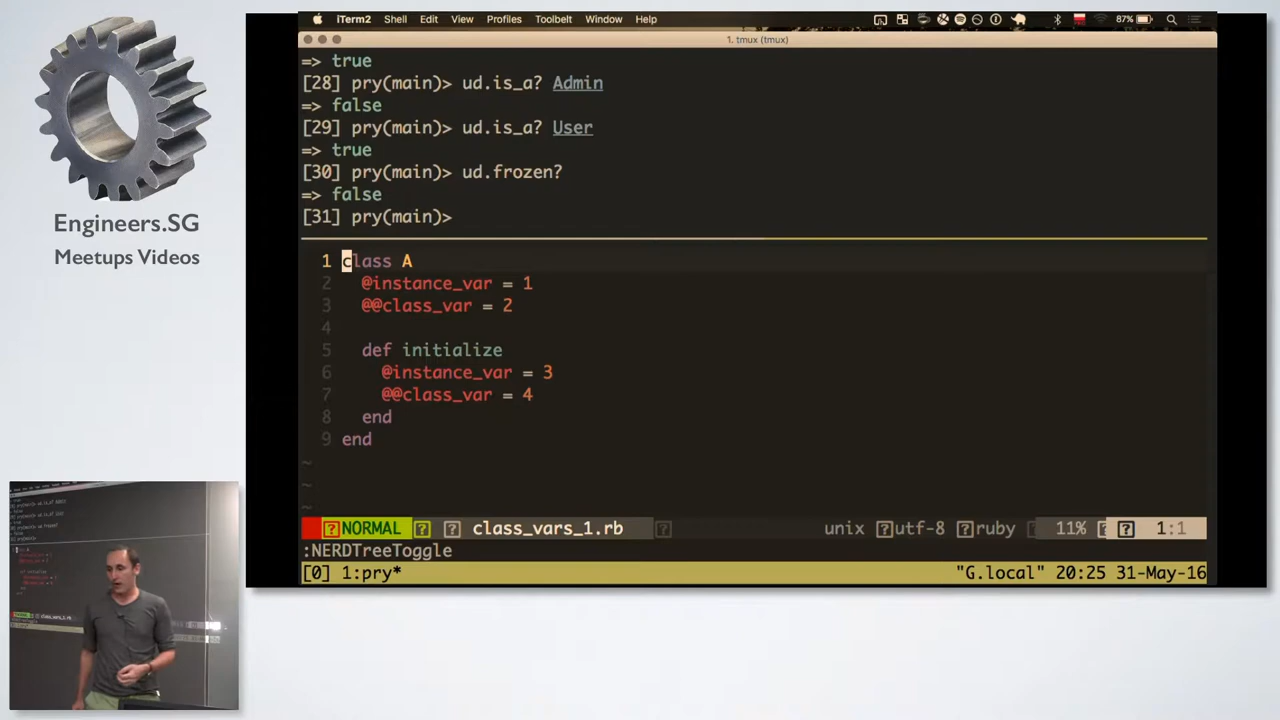 Engineers.SG
Meetups Videos
iTerm2 Shell Edit View Profiles Toolbelt Window Help 87%
1. tmux (tmux)
=> true
[28] pry(main)> ud.is_a? Admin
=> false
[29] pry(main)> ud.is_a? User
=> true
[30] pry(main)> ud.frozen?
=> false
[31] pry(main)>
1 class A
2 @instance_var = 1
3 @@class_var = 2
4
5 def initialize
6 @instance_var = 3
7 @@class_var = 4
8 end
9 end
~
~
~
NORMAL class_vars_1.rb unix utf-8 ruby 11% 1:1
:NERDTreeToggle
[0] 1:pry* "G.local" 20:25 31-May-16